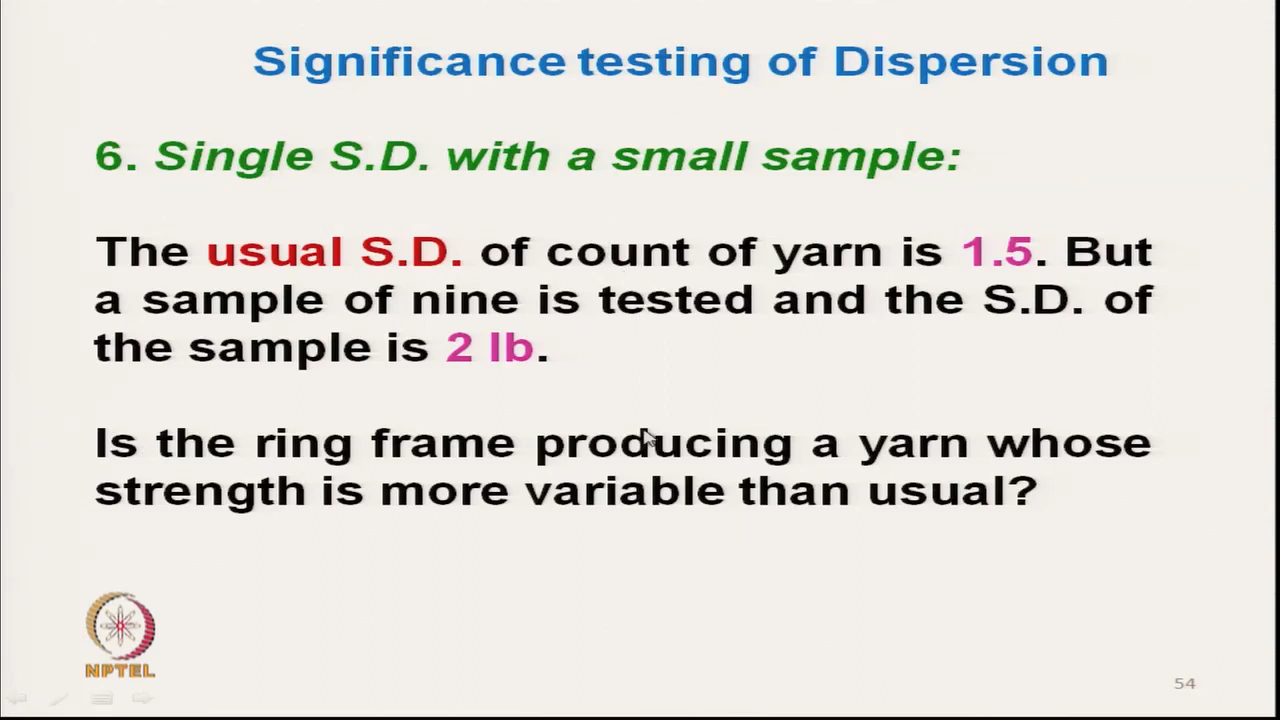 Significance testing of Dispersion
6. Single S.D. with a small sample:
The usual S.D. of count of yarn is 1.5. But
a sample of nine is tested and the S.D. of
the sample is 2 lb.
Is the ring frame producing a yarn whose
strength is more variable than usual?
NPTEL
54